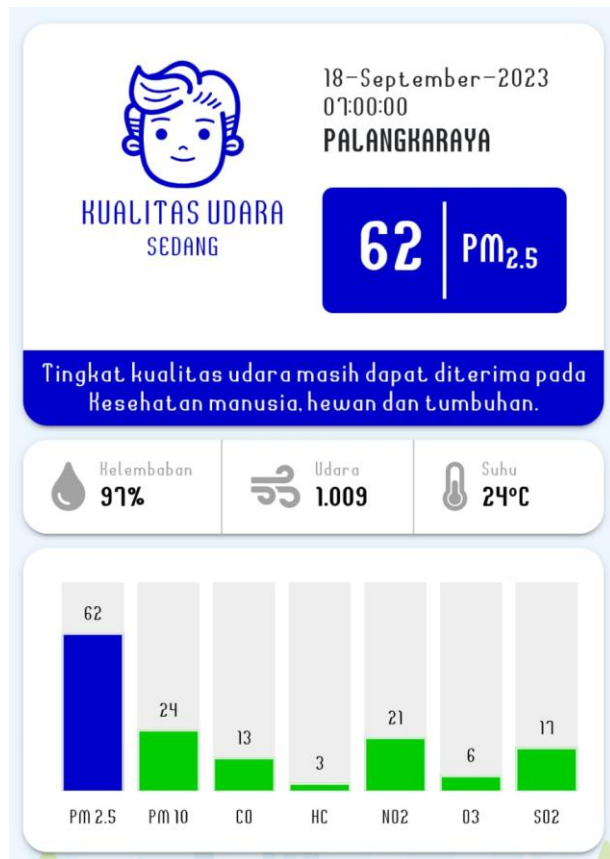 18-September-2023
07:00:00
PALANGKARAYA
KUALITAS UDARA
SEDANG
62 PM2.5
Tingkat kualitas udara masih dapat diterima pada
Kesehatan manusia, hewan dan tumbuhan.
Kelembaban
97%
Udara
1.009
Suhu
24°C
62
24
13
3
21
6
17
PM 2.5 PM 10 CO HC NO2 O3 SO2